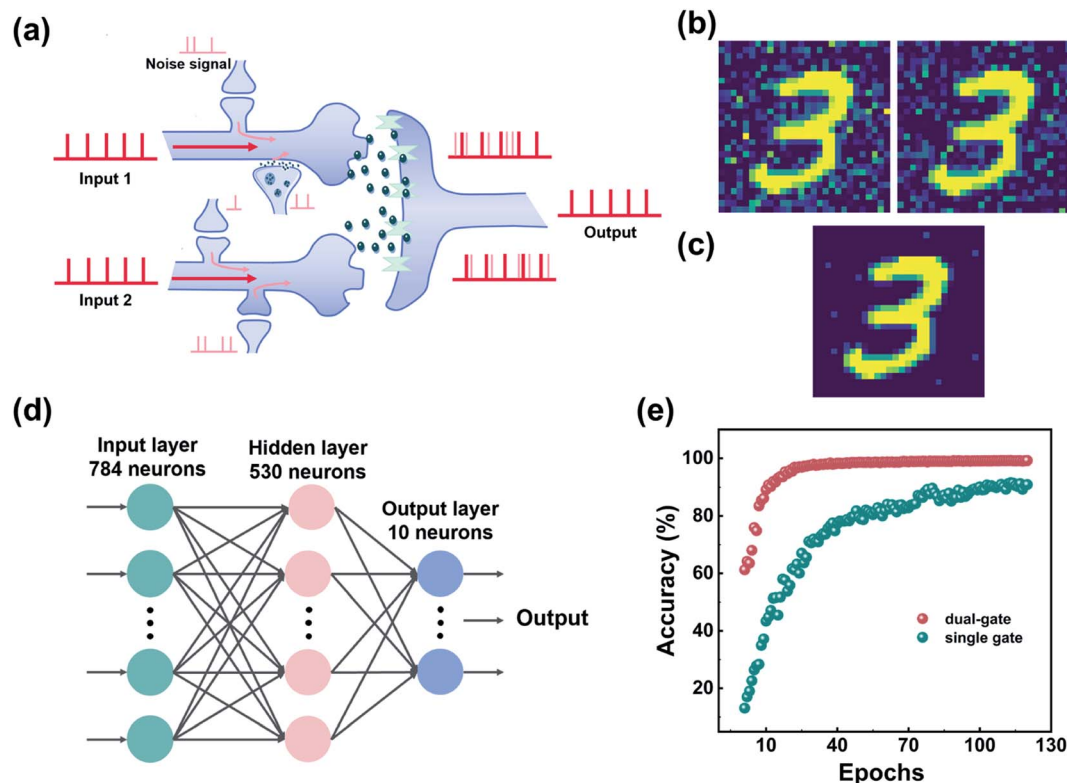 (a)
Noise signal
Input 1
Input 2
Output
(b)
(c)
(d)
Input layer
784 neurons
Hidden layer
530 neurons
Output layer
10 neurons
Output
(e)
Accuracy (%)
100
80
60
40
20
dual-gate
single gate
10
40
70
100
130
Epochs